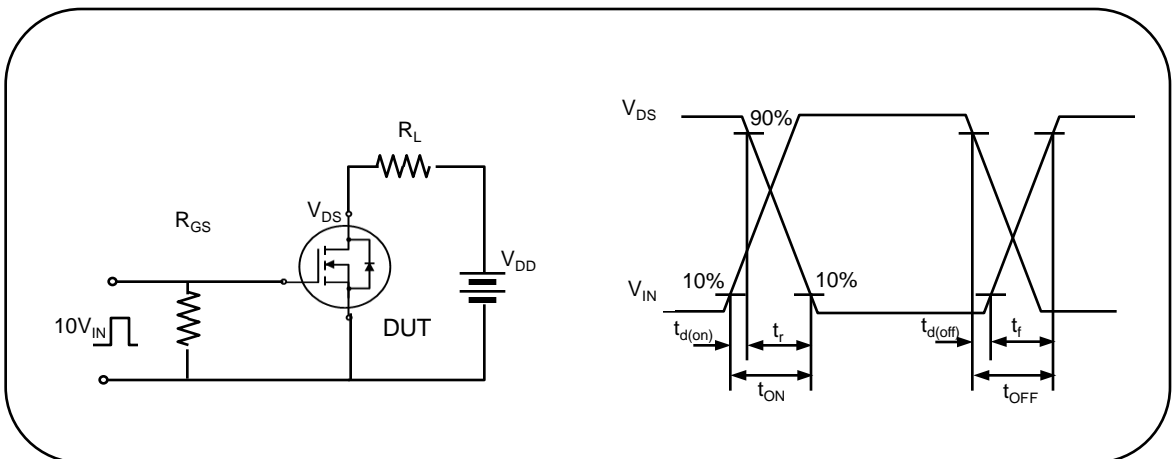 R_L
R_GS
V_DS
V_DD
10V_IN
DUT
V_DS
90%
V_IN
10%
10%
t_d(on)
t_r
t_d(off)
t_f
t_ON
t_OFF